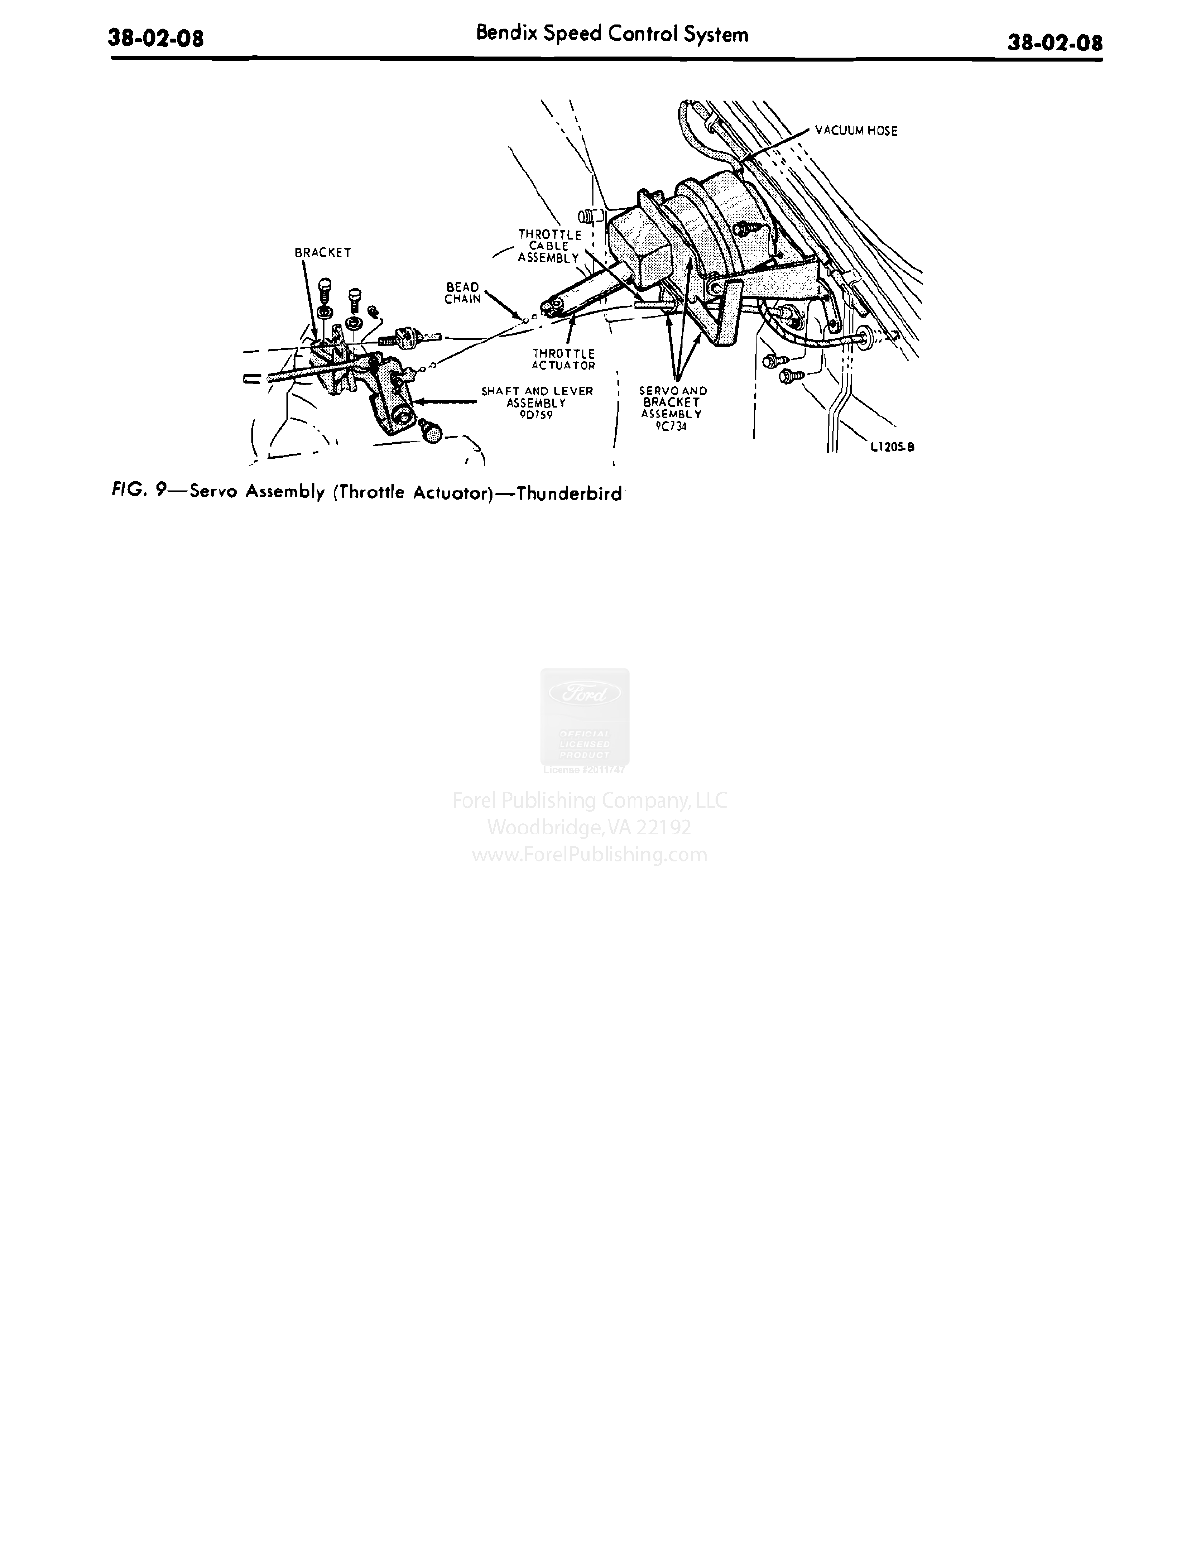 38-02-08
Bendix Speed Control System
38-02-08
VACUUM HOSE
THROTTLE
CABLE
ASSEMBLY
BRACKET
BEAD
CHAIN
THROTTLE
ACTUATOR
SHAFT AND LEVER
ASSEMBLY
9D759
SERVO AND
BRACKET
ASSEMBLY
9C734
L1205-B
FIG. 9—Servo Assembly (Throttle Actuator)—Thunderbird
Ford
OFFICIAL
LICENSED
PRODUCT
Forel Publishing Company, LLC
Woodbridge, VA 22192
www.ForelPublishing.com